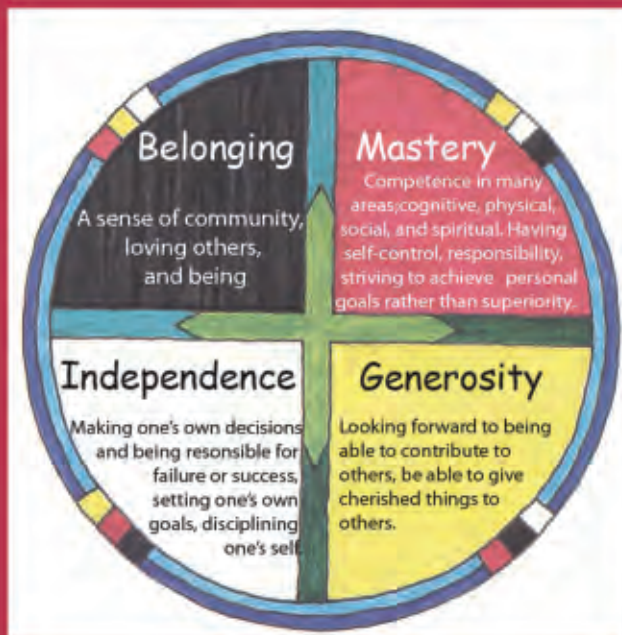 Belonging
A sense of community,
loving others,
and being
Mastery
Competence in many
areas;cognitive, physical,
social, and spiritual. Having
self-control, responsibility,
striving to achieve personal
goals rather than superiority.
Independence
Making one's own decisions
and being resonsible for
failure or success,
setting one's own
goals, disciplining
one's self
Generosity
Looking forward to being
able to contribute to
others, be able to give
cherished things to
others.